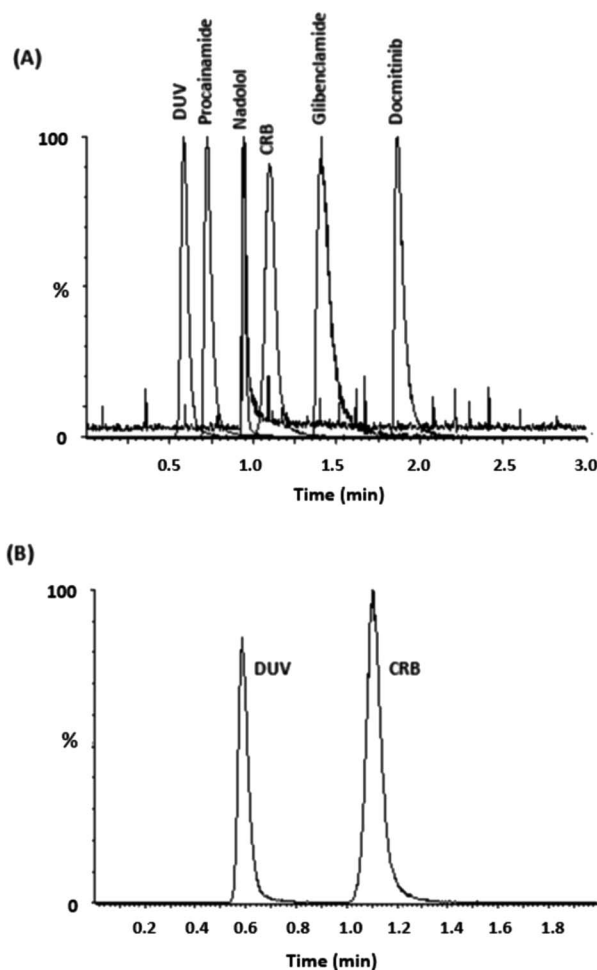 (A)
DUV
Procainamide
Nadolol
CRB
Glibenclamide
Docmitinib
100
%
0
0.5 1.0 1.5 2.0 2.5 3.0
Time (min)
(B)
100
DUV CRB
%
0
0.2 0.4 0.6 0.8 1.0 1.2 1.4 1.6 1.8
Time (min)